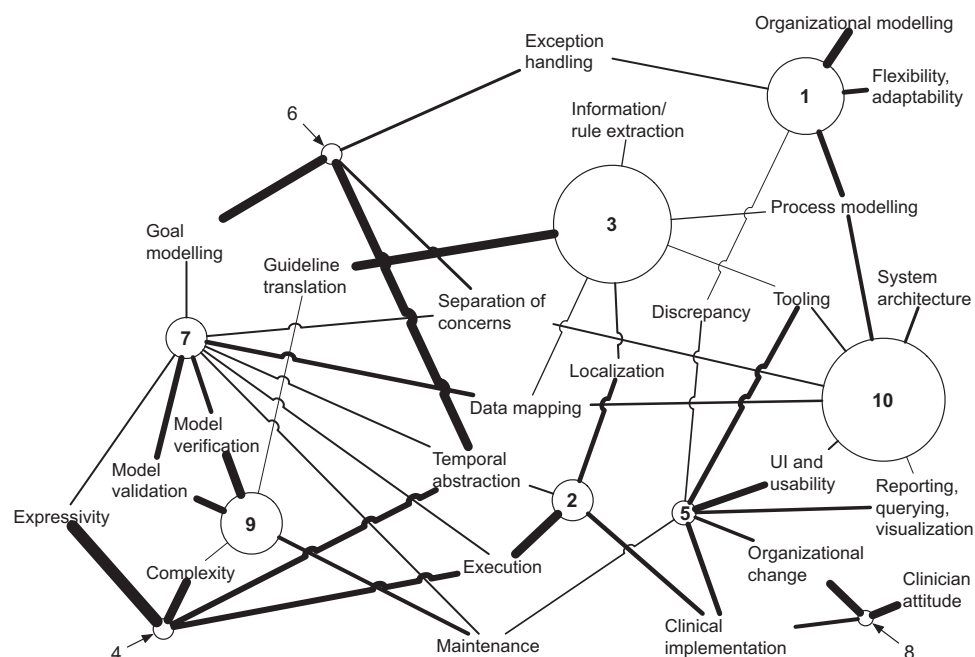 Organizational modelling
Exception
handling
Flexibility,
adaptability
1
Information/
rule extraction
6
3
Process modelling
Goal
modelling
Guideline
translation
System
architecture
Separation of
concerns
Discrepancy
Tooling
7
Localization
Data mapping
10
Model
verification
Model
validation
Temporal
abstraction
UI and
usability
Reporting,
querying,
visualization
Expressivity
9
2
5
Complexity
Execution
Organizational
change
Clinician
attitude
4
Maintenance
Clinical
implementation
8